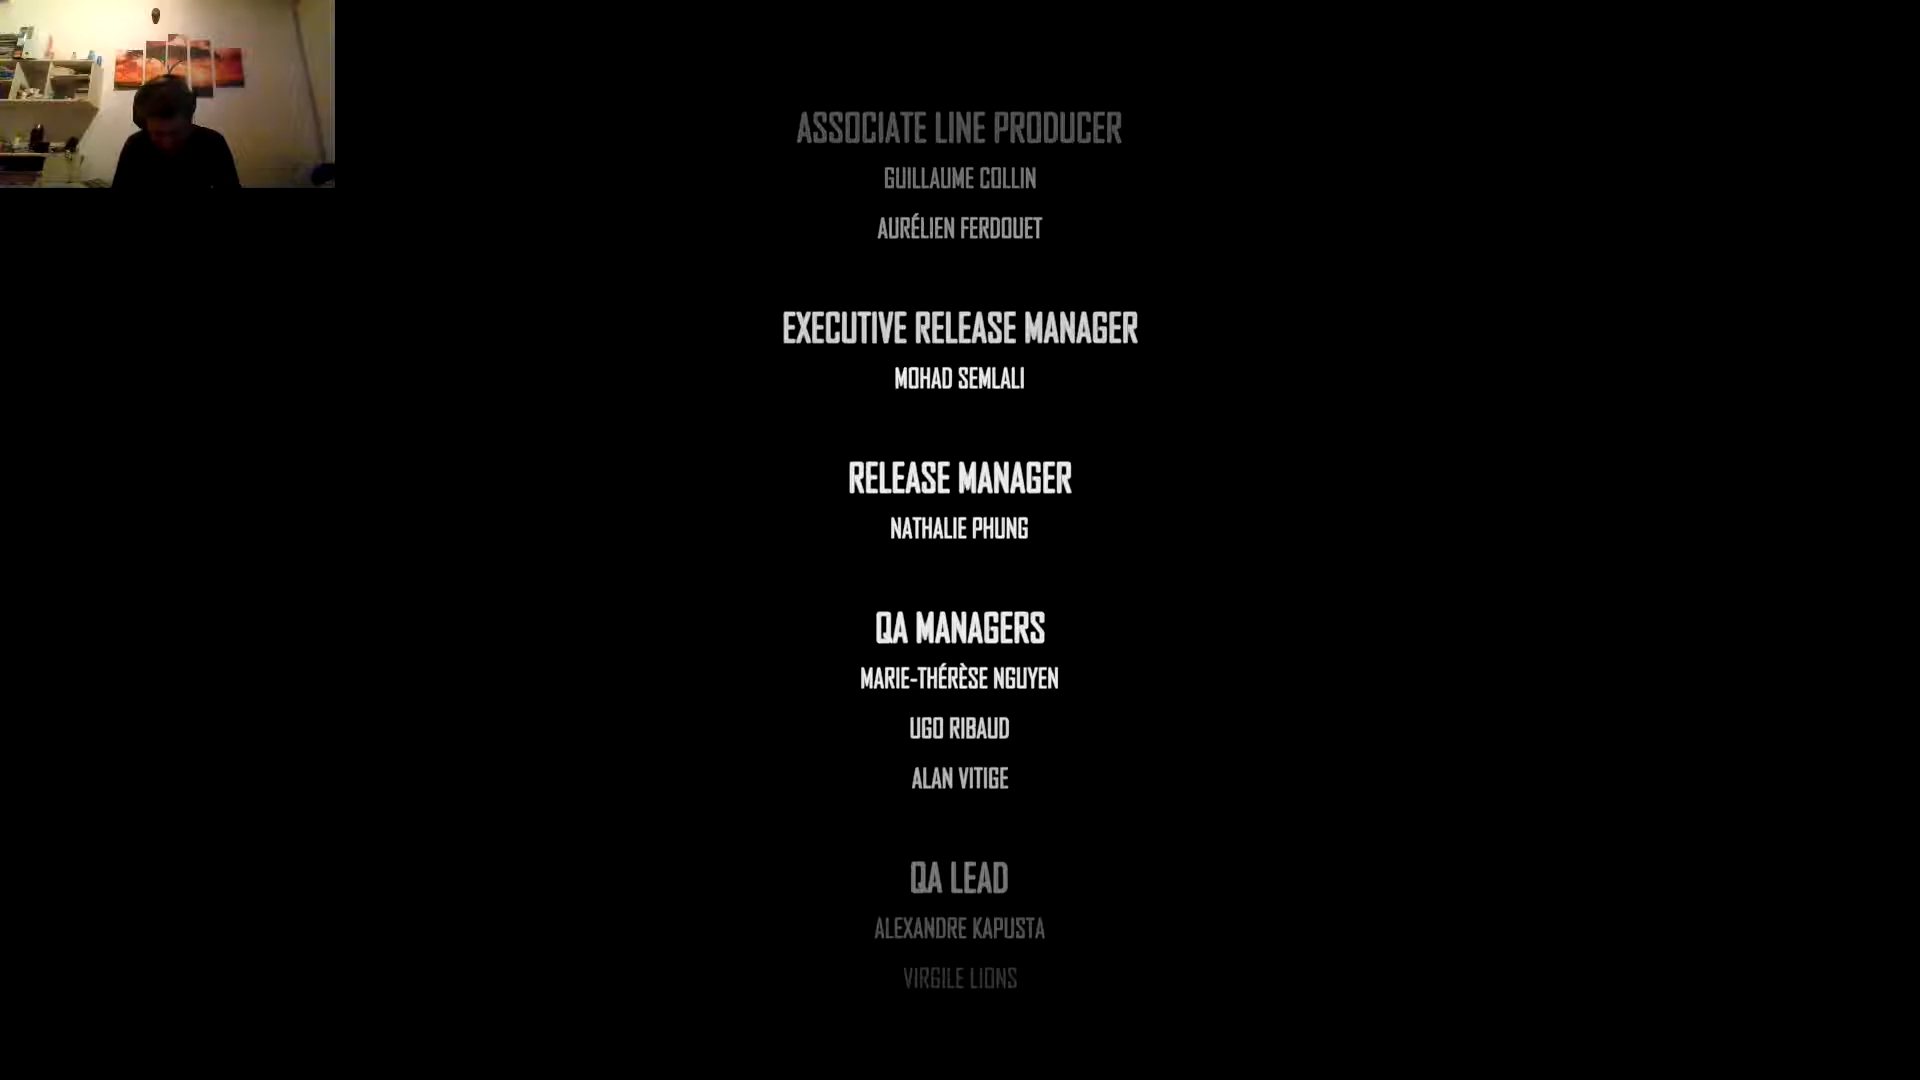 ASSOCIATE LINE PRODUCER
GUILLAUME COLLIN
AURÉLIEN FERDOUET
EXECUTIVE RELEASE MANAGER
MOHAD SEMLALI
RELEASE MANAGER
NATHALIE PHUNG
QA MANAGERS
MARIE-THÉRÈSE NGUYEN
UGO RIBAUD
ALAN VITIGE
QA LEAD
ALEXANDRE KAPUSTA
VIRGILE LIONS